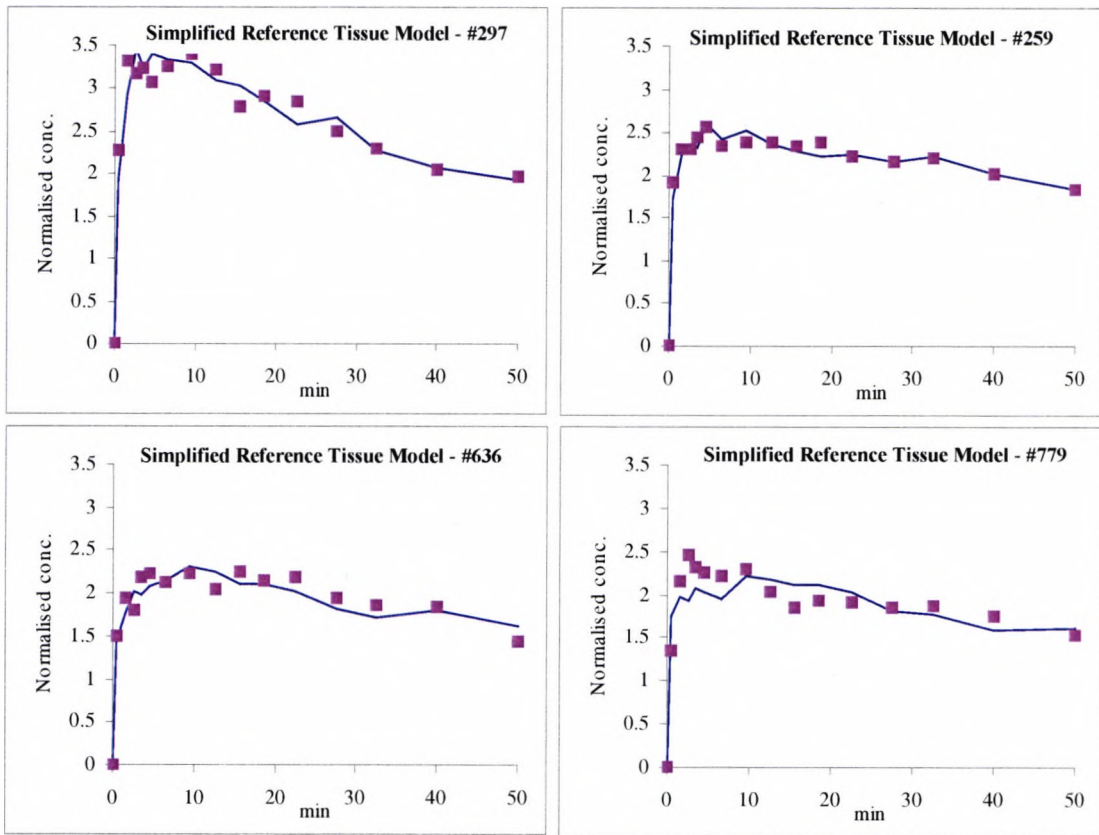 Simplified Reference Tissue Model - #297
3.5
3
2.5
2
1.5
1
0.5
0
Normalised conc.
0 10 20 30 40 50
min
Simplified Reference Tissue Model - #259
3.5
3
2.5
2
1.5
1
0.5
0
Normalised conc.
0 10 20 30 40 50
min
Simplified Reference Tissue Model - #636
3.5
3
2.5
2
1.5
1
0.5
0
Normalised conc.
0 10 20 30 40 50
min
Simplified Reference Tissue Model - #779
3.5
3
2.5
2
1.5
1
0.5
0
Normalised conc.
0 10 20 30 40 50
min